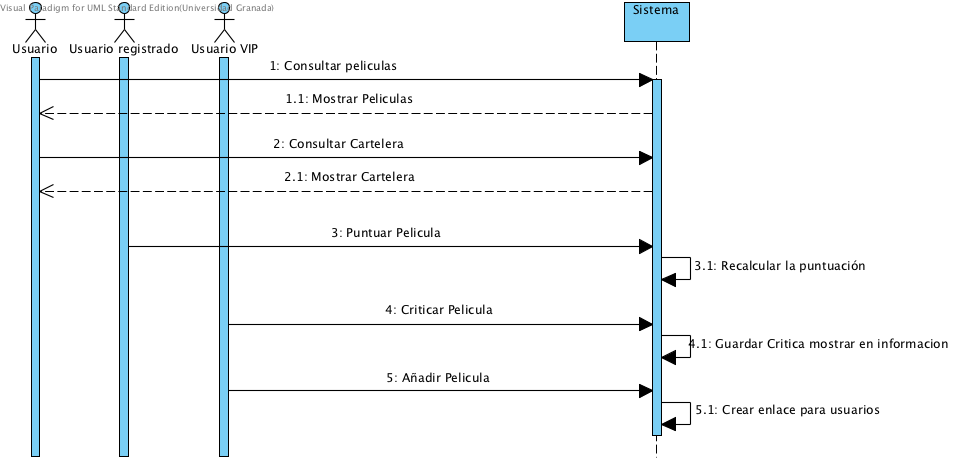 Visual Paradigm for UML Standard Edition(Universidad Granada)
Sistema
Usuario
Usuario registrado
Usuario VIP
1: Consultar peliculas
1.1: Mostrar Peliculas
2: Consultar Cartelera
2.1: Mostrar Cartelera
3: Puntuar Pelicula
3.1: Recalcular la puntuación
4: Criticar Pelicula
4.1: Guardar Critica mostrar en informacion
5: Añadir Pelicula
5.1: Crear enlace para usuarios